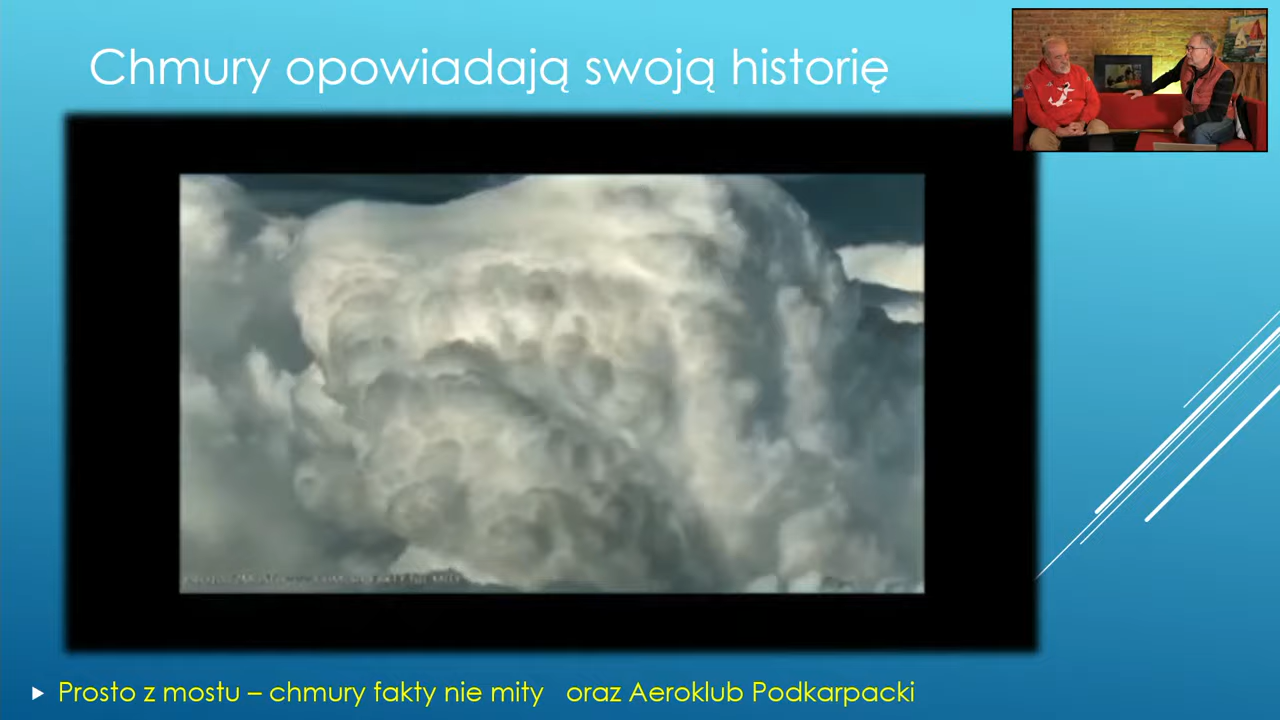 Chmury opowiadają swoją historię
Prosto z mostu – chmury fakty nie mity oraz Aeroklub Podkarpacki